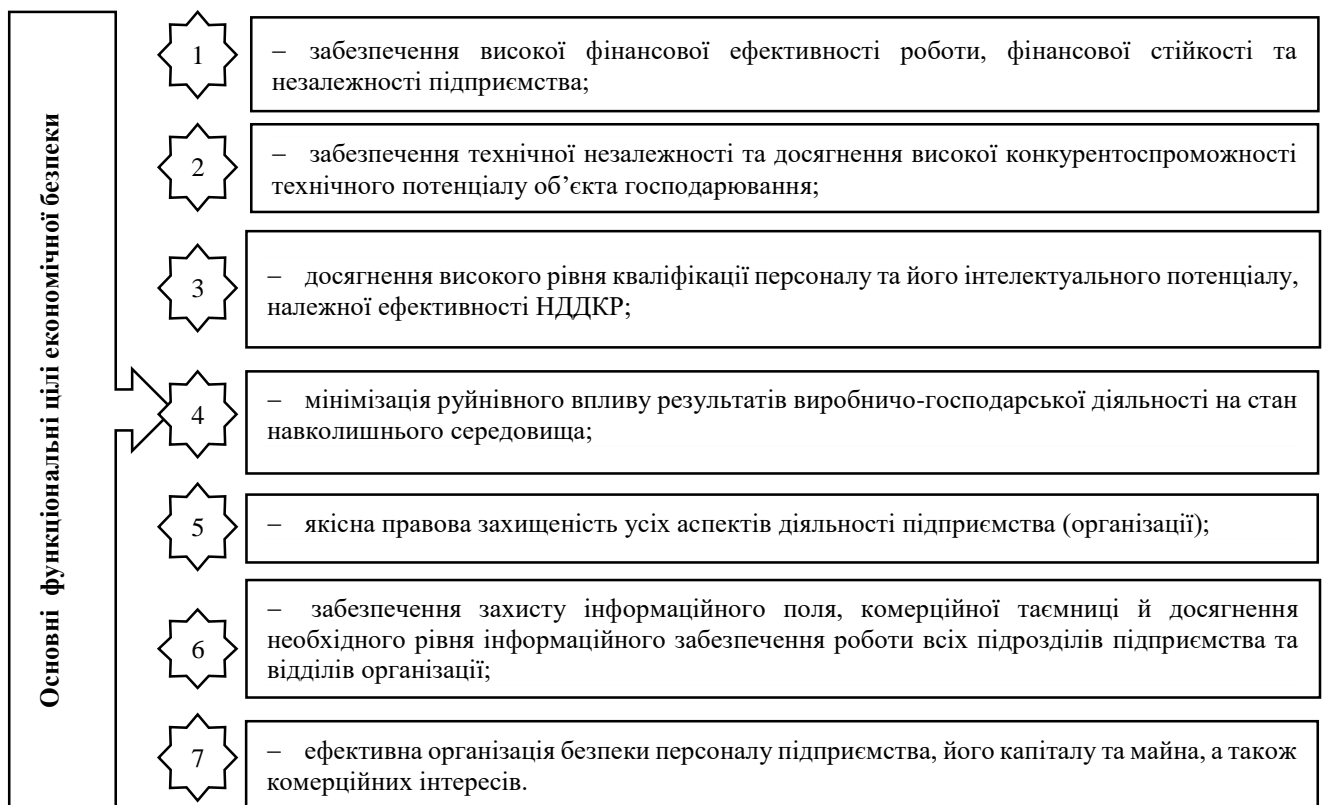 Основні функціональні цілі економічної безпеки
1
– забезпечення високої фінансової ефективності роботи, фінансової стійкості та
незалежності підприємства;
2
– забезпечення технічної незалежності та досягнення високої конкурентоспроможності
технічного потенціалу об’єкта господарювання;
3
– досягнення високого рівня кваліфікації персоналу та його інтелектуального потенціалу,
належної ефективності НДДКР;
4
– мінімізація руйнівного впливу результатів виробничо-господарської діяльності на стан
навколишнього середовища;
5
– якісна правова захищеність усіх аспектів діяльності підприємства (організації);
6
– забезпечення захисту інформаційного поля, комерційної таємниці й досягнення
необхідного рівня інформаційного забезпечення роботи всіх підрозділів підприємства та
відділів організації;
7
– ефективна організація безпеки персоналу підприємства, його капіталу та майна, а також
комерційних інтересів.